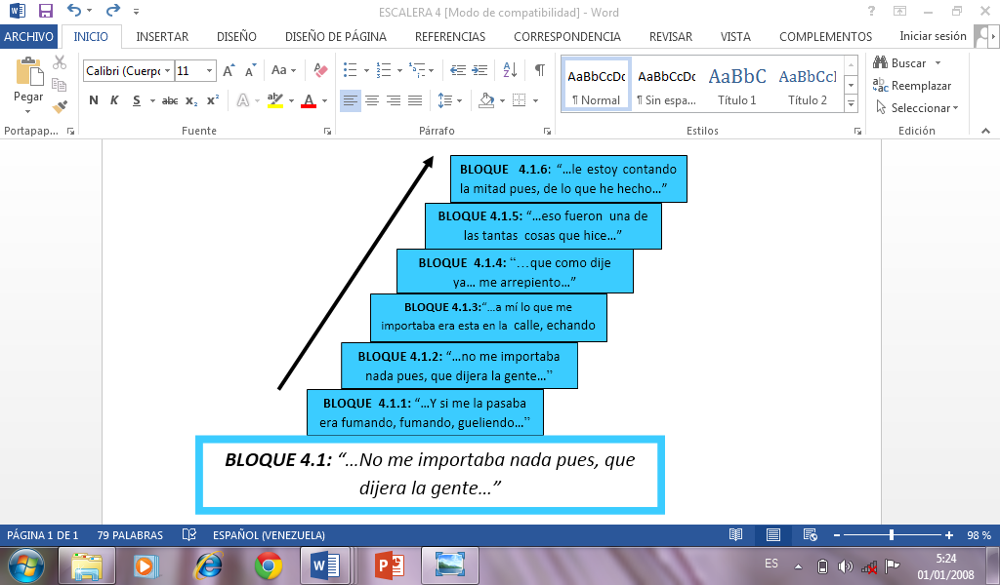 ESCALERA 4 [Modo de compatibilidad] - Word
ARCHIVO INICIO INSERTAR DISEÑO DISEÑO DE PÁGINA REFERENCIAS CORRESPONDENCIA REVISAR VISTA COMPLEMENTOS Iniciar sesión
Calibri (Cuerpo 11
Pegar
N K S abc x₂ x²
AaBbCcDc AaBbCcDc AaBbC AaBbCcl
¶ Normal ¶ Sin espa... Título 1 Título 2
Buscar
Reemplazar
Seleccionar
Portapap... Fuente Párrafo Estilos Edición
BLOQUE 4.1.6: “…le estoy contando
la mitad pues, de lo que he hecho…”
BLOQUE 4.1.5: “…eso fueron una de
las tantas cosas que hice…”
BLOQUE 4.1.4: “…que como dije
ya… me arrepiento…”
BLOQUE 4.1.3:“…a mí lo que me
importaba era esta en la calle, echando
BLOQUE 4.1.2: “…no me importaba
nada pues, que dijera la gente…”
BLOQUE 4.1.1: “…Y si me la pasaba
era fumando, fumando, gueliendo…”
BLOQUE 4.1: “…No me importaba nada pues, que
dijera la gente…”
PÁGINA 1 DE 1 79 PALABRAS ESPAÑOL (VENEZUELA) 98 %
ES
5:24
01/01/2008